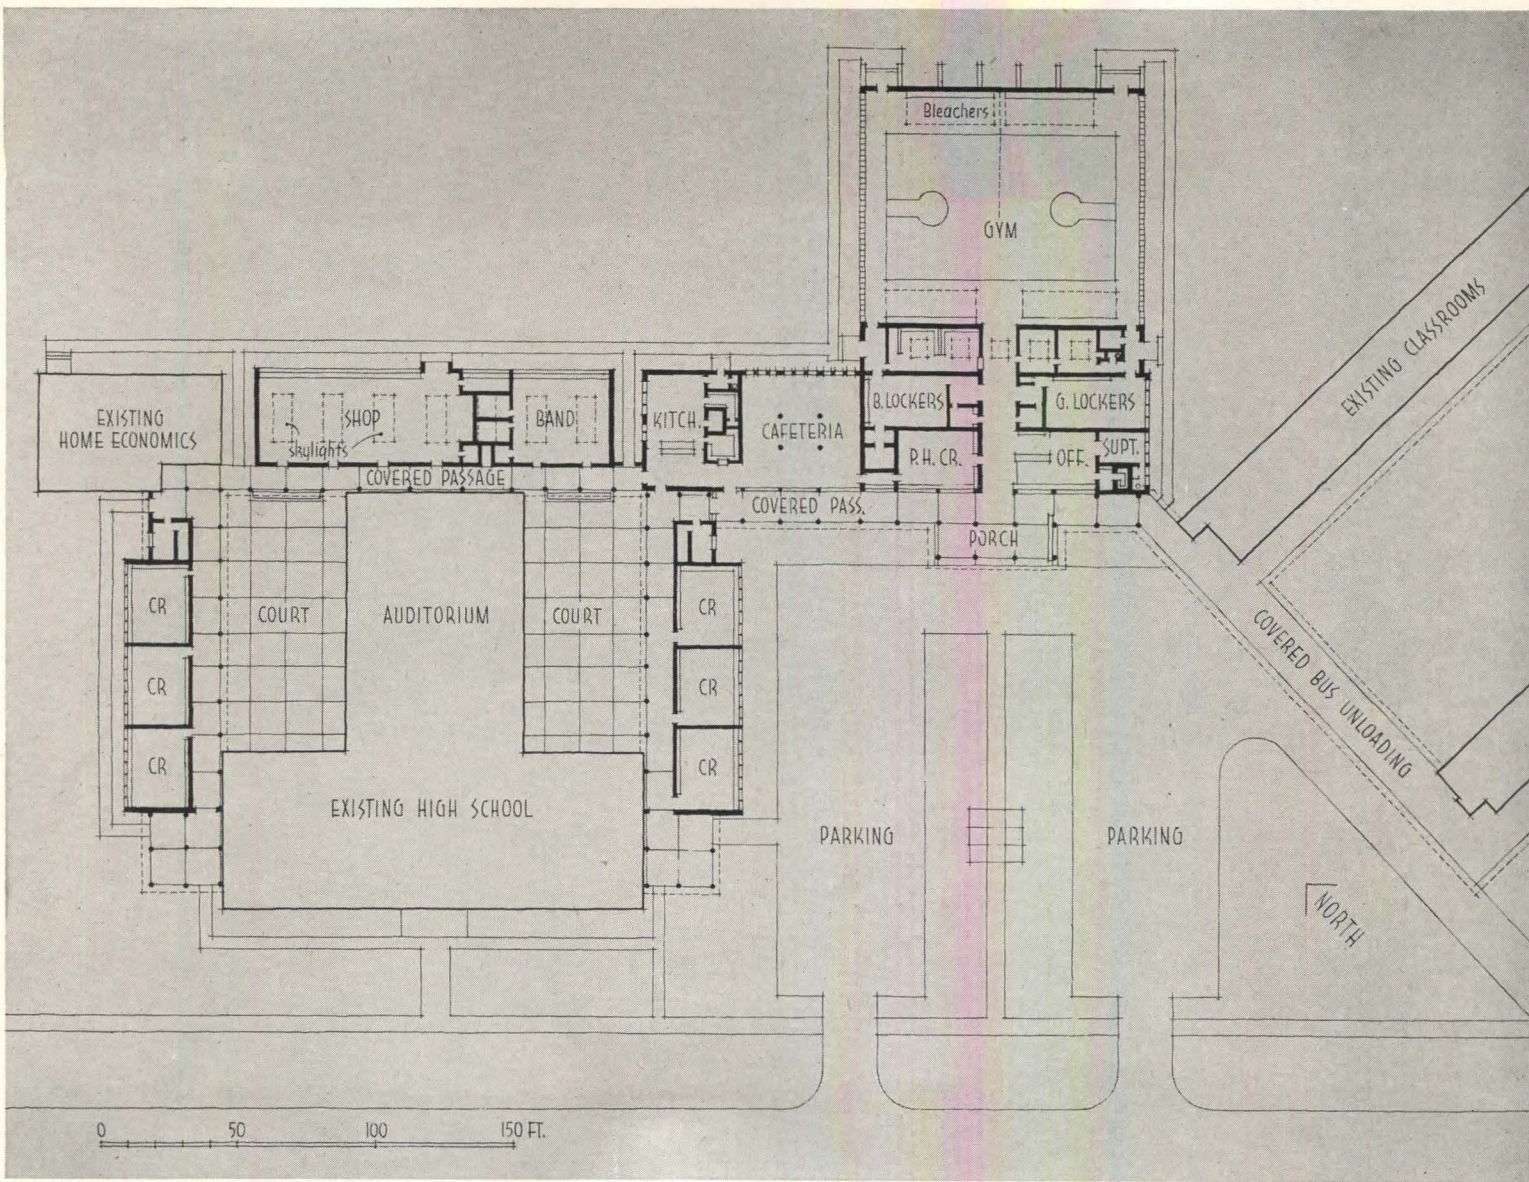 Bleachers
GYM
EXISTING CLASSROOMS
EXISTING
HOME ECONOMICS
SHOP
skylights
BAND
KITCH.
CAFETERIA
B. LOCKERS
G. LOCKERS
P.H. CR.
OFF.
SUPT.
COVERED PASSAGE
COVERED PASS.
PORCH
CR
COURT
AUDITORIUM
COURT
CR
CR
CR
CR
CR
COVERED BUS UNLOADING
EXISTING HIGH SCHOOL
PARKING
PARKING
NORTH
0 50 100 150 FT.